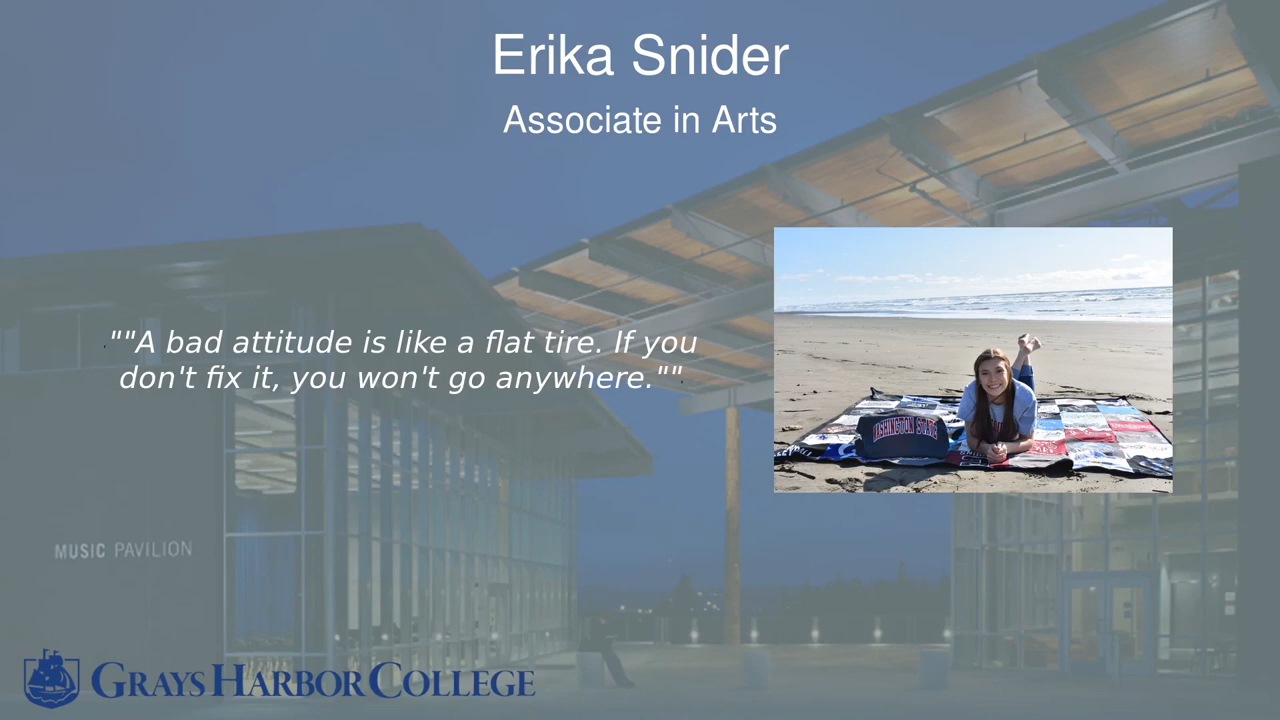 Erika Snider
Associate in Arts
""A bad attitude is like a flat tire. If you
don't fix it, you won't go anywhere.""
WASHINGTON STATE
MUSIC PAVILION
GRAYS HARBOR COLLEGE